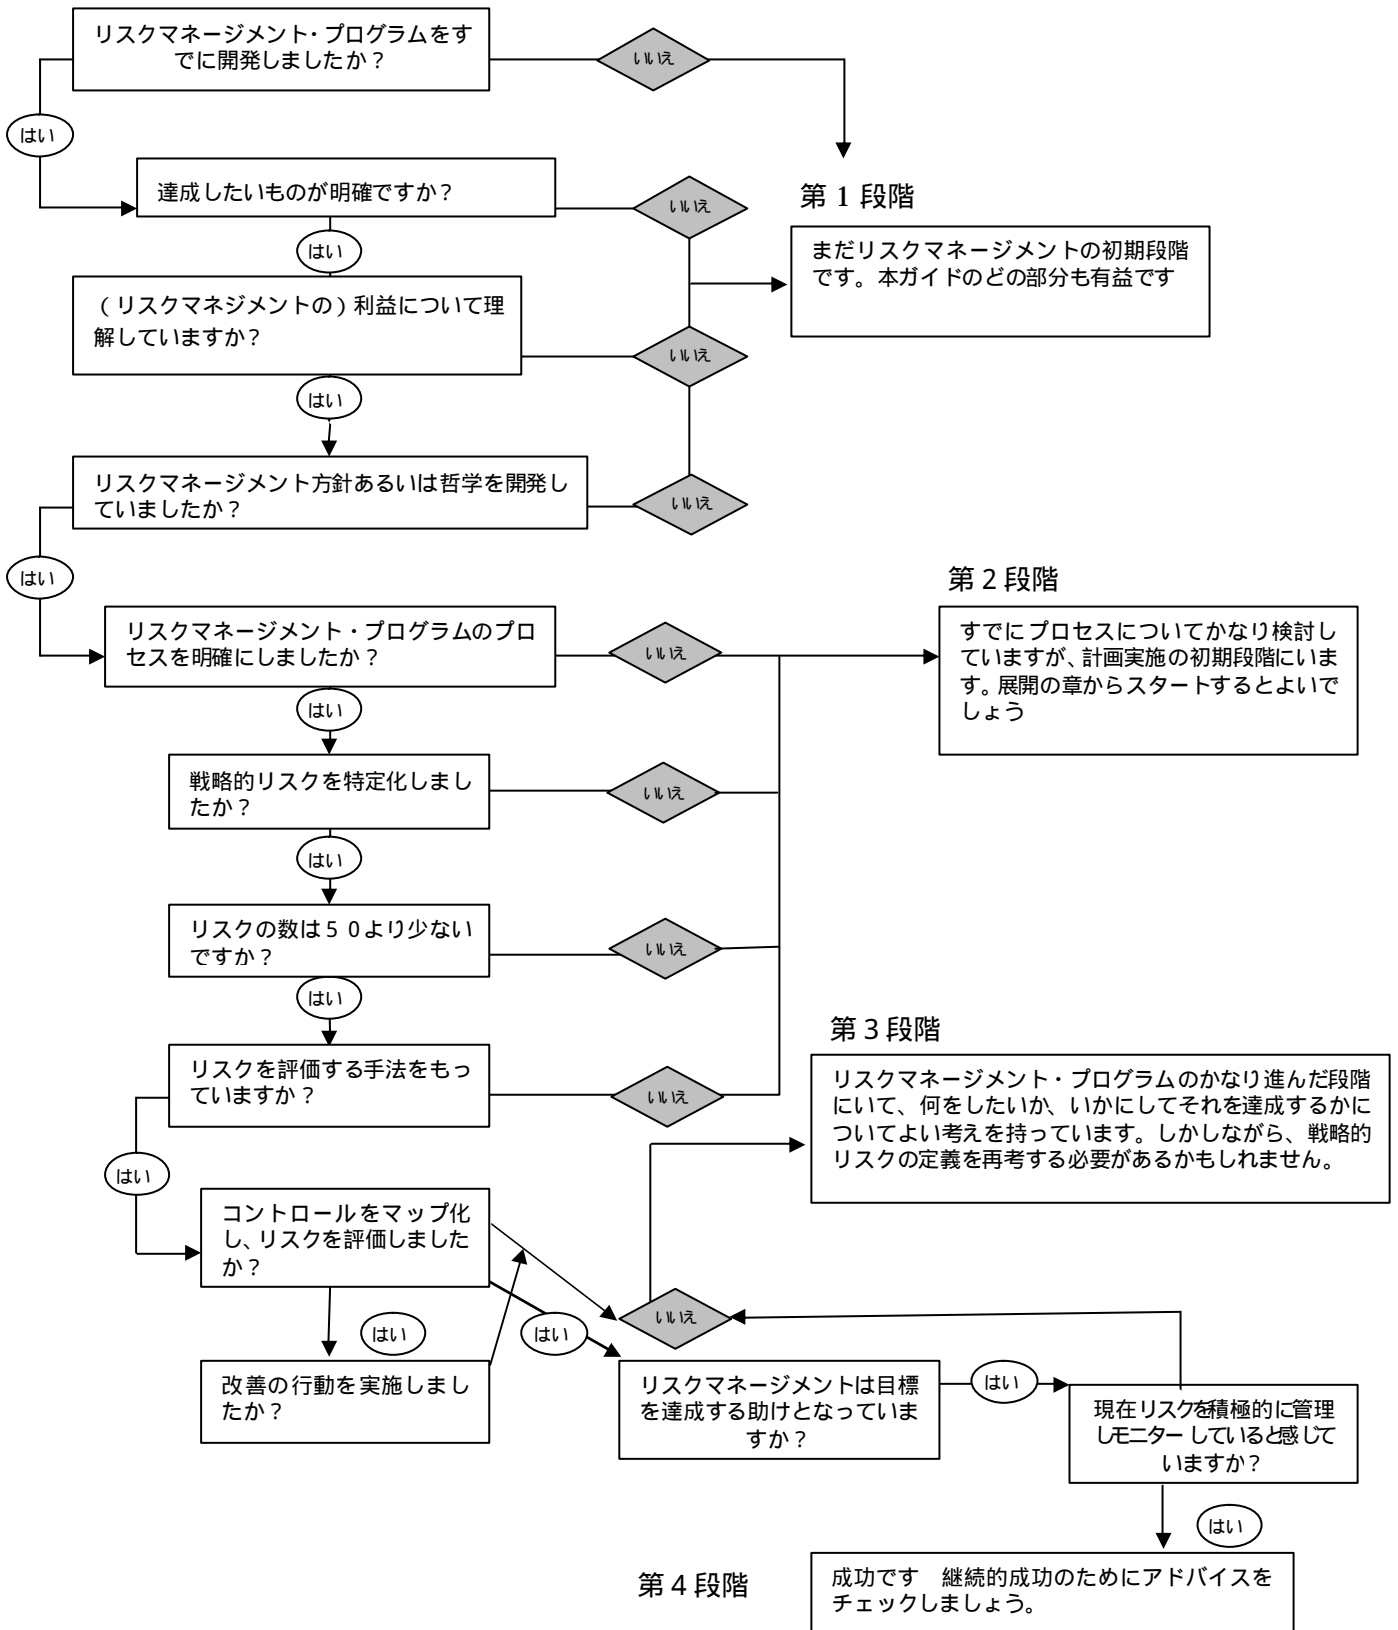 リスクマネージメント・プログラムをす
でに開発しましたか？
いいえ
はい
達成したいものが明確ですか？
いいえ
第１段階
はい
まだリスクマネージメントの初期段階
です。本ガイドのどの部分も有益です
（リスクマネジメントの）利益について理
解していますか？
いいえ
はい
リスクマネージメント方針あるいは哲学を開発し
ていましたか？
いいえ
はい
第２段階
リスクマネージメント・プログラムのプロ
セスを明確にしましたか？
いいえ
すでにプロセスについてかなり検討し
ていますが、計画実施の初期段階にいま
す。展開の章からスタートするとよいで
しょう
はい
戦略的リスクを特定化しまし
たか？
いいえ
はい
リスクの数は５０より少ない
ですか？
いいえ
はい
第３段階
リスクを評価する手法をもっ
ていますか？
いいえ
リスクマネージメント・プログラムのかなり進んだ段階
にいて、何をしたいか、いかにしてそれを達成するかに
ついてよい考えを持っています。しかしながら、戦略的
リスクの定義を再考する必要があるかもしれません。
はい
コントロールをマップ化
し、リスクを評価しました
か？
いいえ
はい
はい
改善の行動を実施しまし
たか？
リスクマネージメントは目標
を達成する助けとなっていま
すか？
はい
現在リスクを積極的に管理
しモニターしていると感じて
いますか？
はい
第４段階
成功です　継続的成功のためにアドバイスを
チェックしましょう。